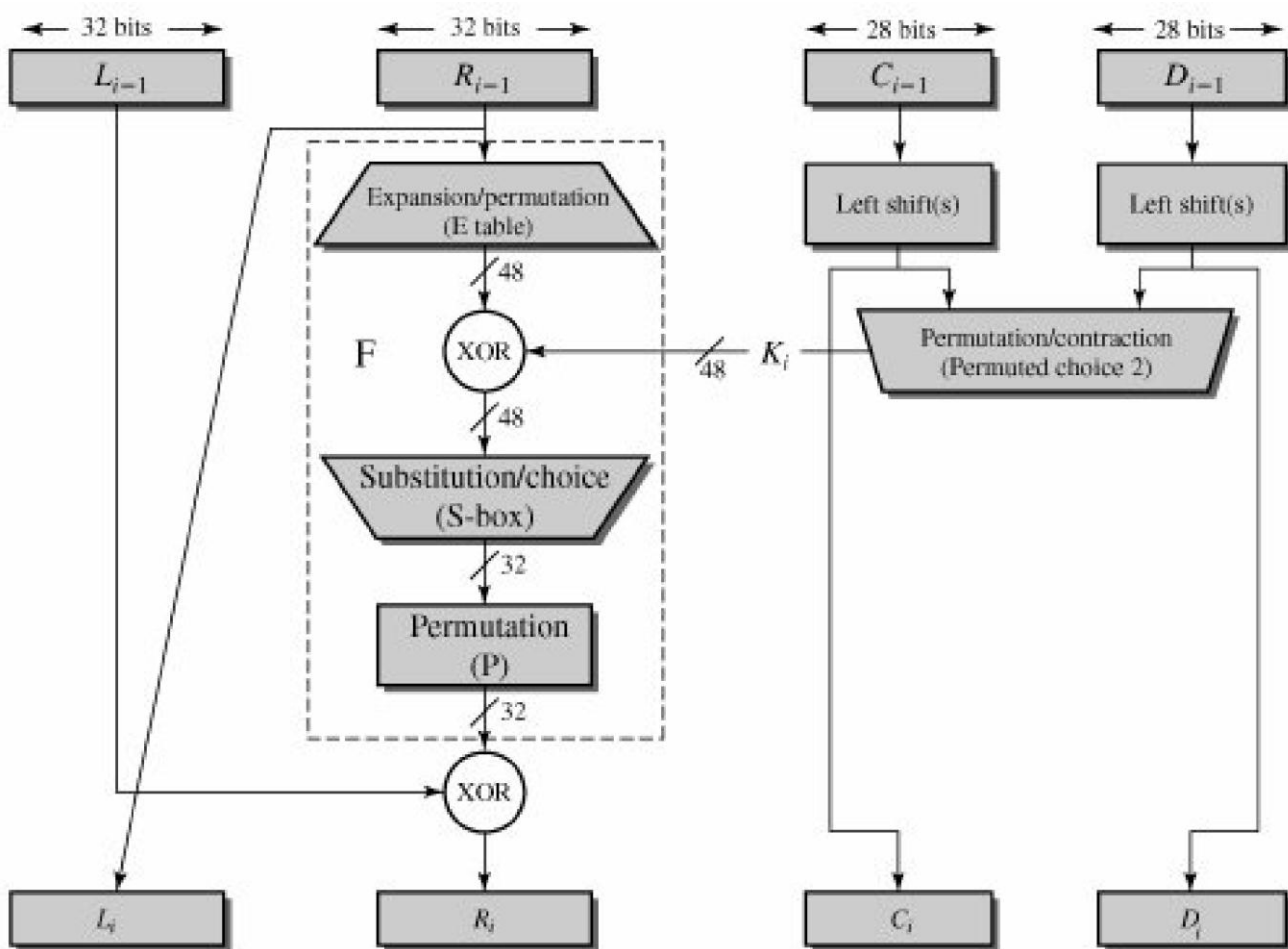 32 bits
32 bits
28 bits
28 bits
L_{i-1}
R_{i-1}
C_{i-1}
D_{i-1}
Expansion/permutation
(E table)
Left shift(s)
Left shift(s)
48
F
XOR
48
K_i
Permutation/contraction
(Permuted choice 2)
48
Substitution/choice
(S-box)
32
Permutation
(P)
32
XOR
L_i
R_i
C_i
D_i